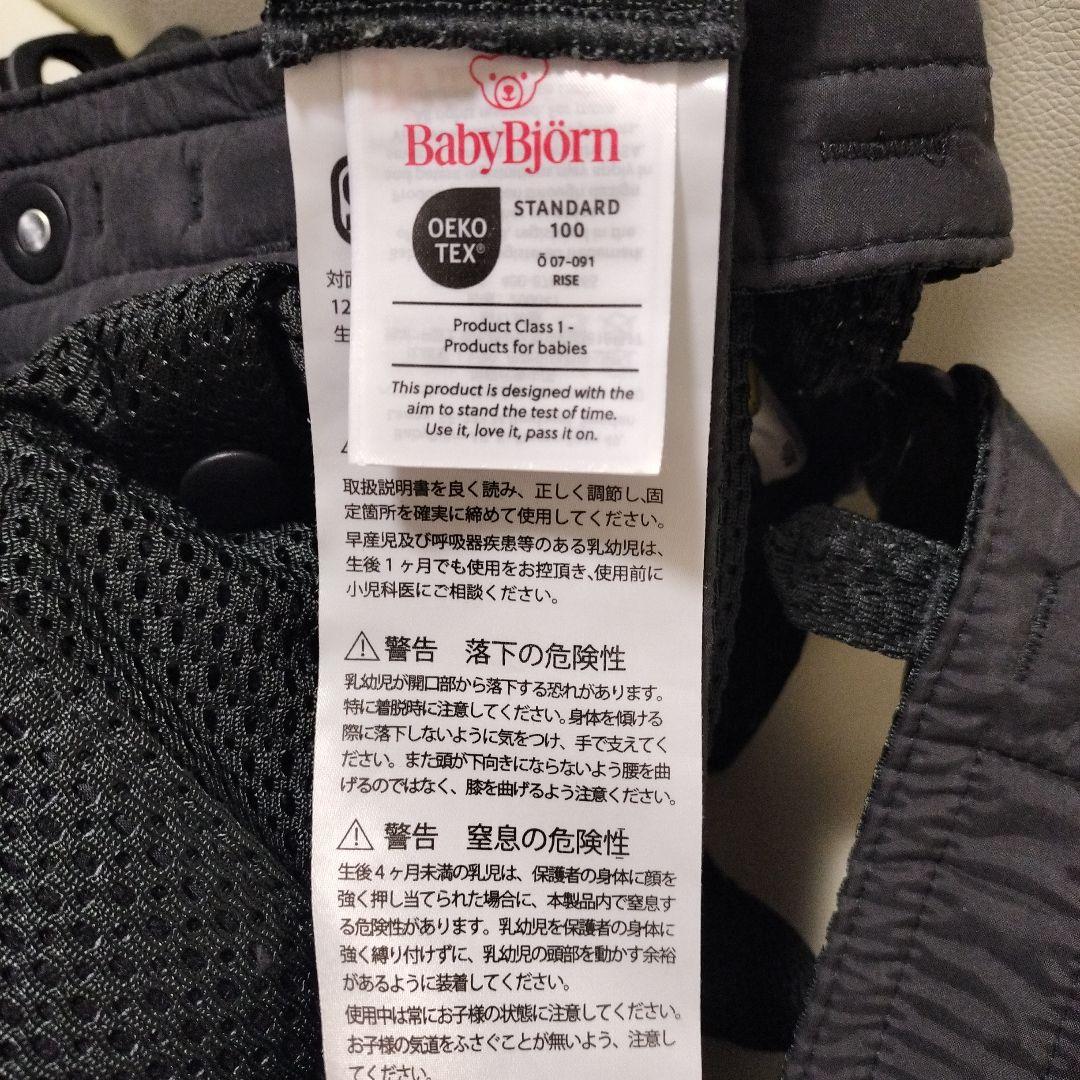 BabyBjörn
OEKO
TEX®
STANDARD
100
Ö 07-091
RISE
Product Class 1 -
Products for babies
This product is designed with the
aim to stand the test of time.
Use it, love it, pass it on.
対面
12
生
取扱説明書を良く読み、正しく調節し、固
定箇所を確実に締めて使用してください。
早産児及び呼吸器疾患等のある乳幼児は、
生後1ヶ月でも使用をお控頂き、使用前に
小児科医にご相談ください。
⚠警告 落下の危険性
乳幼児が開口部から落下する恐れがあります。
特に着脱時に注意してください。身体を傾ける
際に落下しないように気をつけ、手で支えてく
ださい。また頭が下向きにならないよう腰を曲
げるのではなく、膝を曲げるよう注意ください。
⚠警告 窒息の危険性
生後4ヶ月未満の乳児は、保護者の身体に顔を
強く押し当てられた場合に、本製品内で窒息す
る危険性があります。乳幼児を保護者の身体に
強く縛り付けずに、乳幼児の頭部を動かす余裕
があるように装着してください。
使用中は常にお子様の状態に注意してください。
お子様の気道をふさぐことが無いよう、注意し
てください。